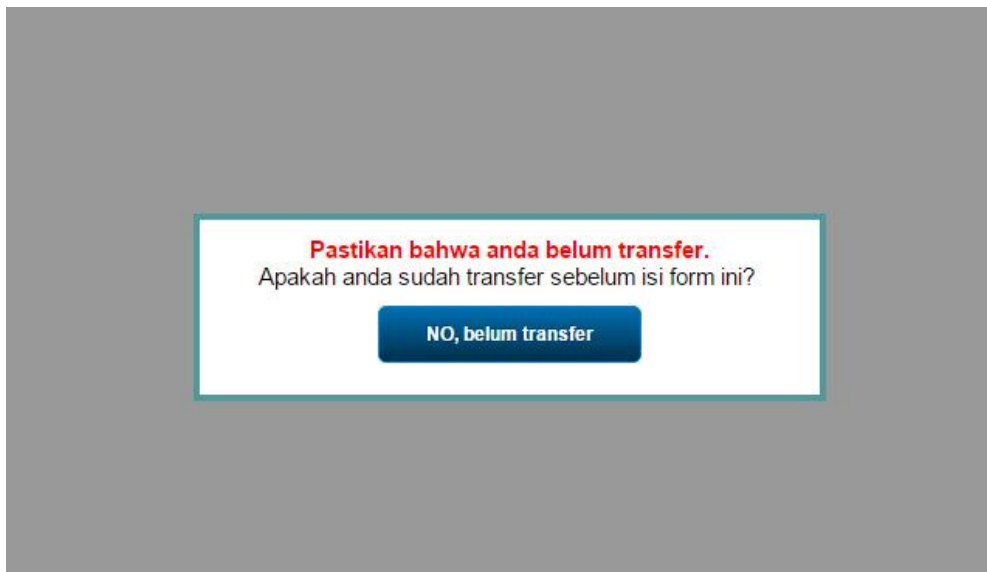 Pastikan bahwa anda belum transfer.
Apakah anda sudah transfer sebelum isi form ini?
NO, belum transfer